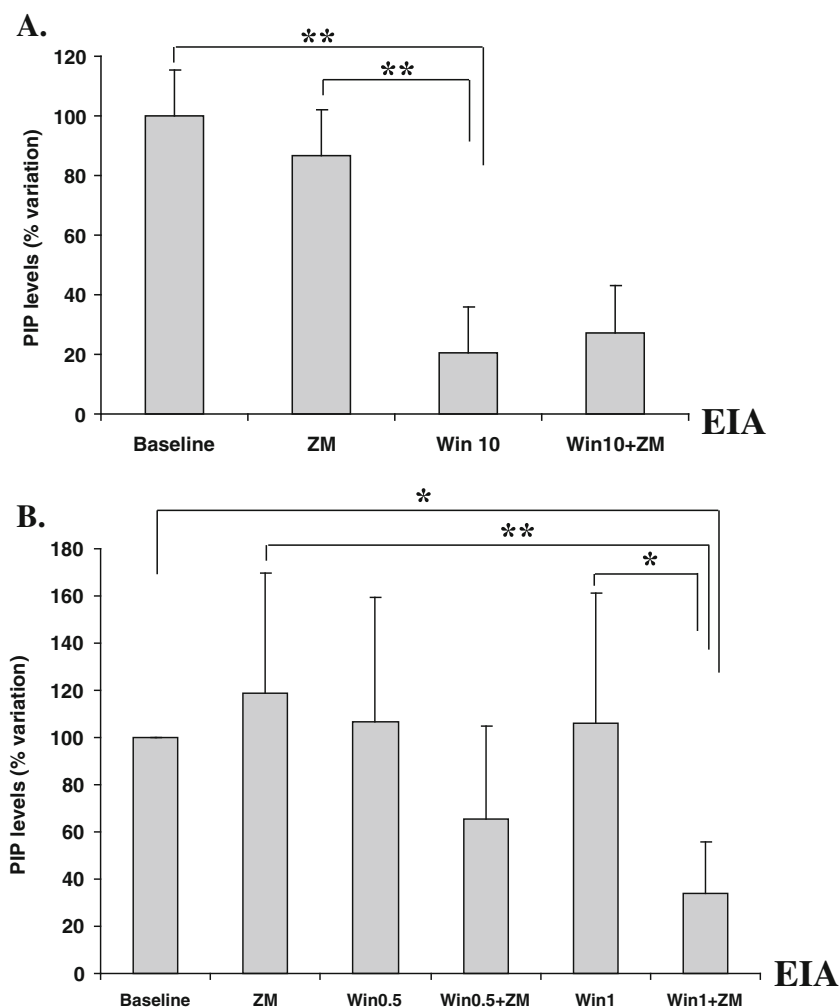 A.
**
**
120
100
80
60
40
20
0
PIP levels (% variation)
Baseline ZM Win 10 Win10+ZM
EIA
B.
*
**
*
180
160
140
120
100
80
60
40
20
0
PIP levels (% variation)
Baseline ZM Win0.5 Win0.5+ZM Win1 Win1+ZM
EIA